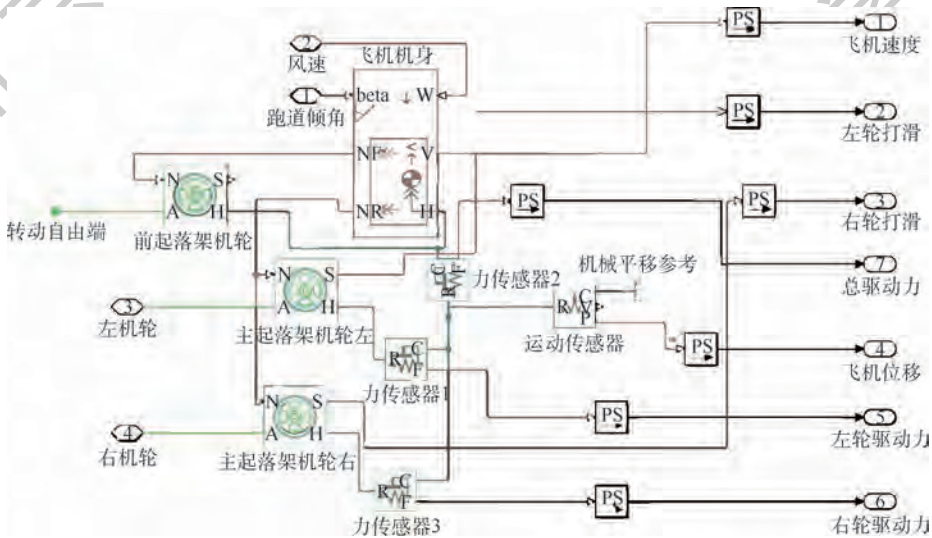 PS
1
飞机速度
2
风速
飞机机身
beta
W
1
跑道倾角
PS
2
左轮打滑
NF
V
N
S
A
H
NR
H
转动自由端
前起落架机轮
PS
PS
3
右轮打滑
C
F
R
力传感器2
机械平移参考
7
总驱动力
N
S
A
H
3
左机轮
主起落架机轮左
R
C
V
P
运动传感器
PS
4
飞机位移
R
C
F
力传感器1
N
S
A
H
4
右机轮
主起落架机轮右
PS
5
左轮驱动力
R
C
F
力传感器3
PS
6
右轮驱动力